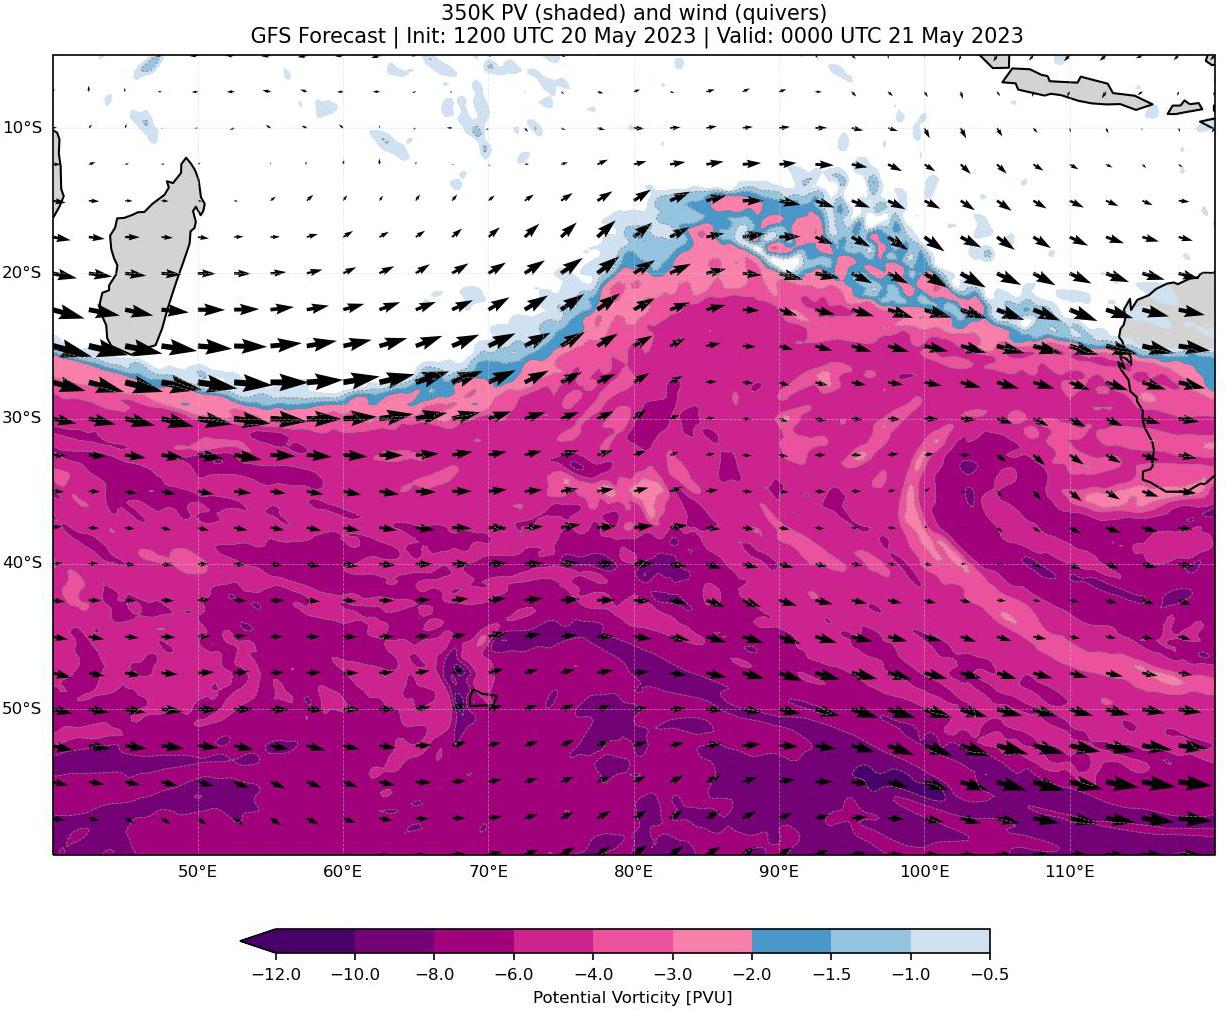 350K PV (shaded) and wind (quivers)
GFS Forecast | Init: 1200 UTC 20 May 2023 | Valid: 0000 UTC 21 May 2023
10°S
20°S
30°S
40°S
50°S
50°E 60°E 70°E 80°E 90°E 100°E 110°E
−12.0 −10.0 −8.0 −6.0 −4.0 −3.0 −2.0 −1.5 −1.0 −0.5
Potential Vorticity [PVU]